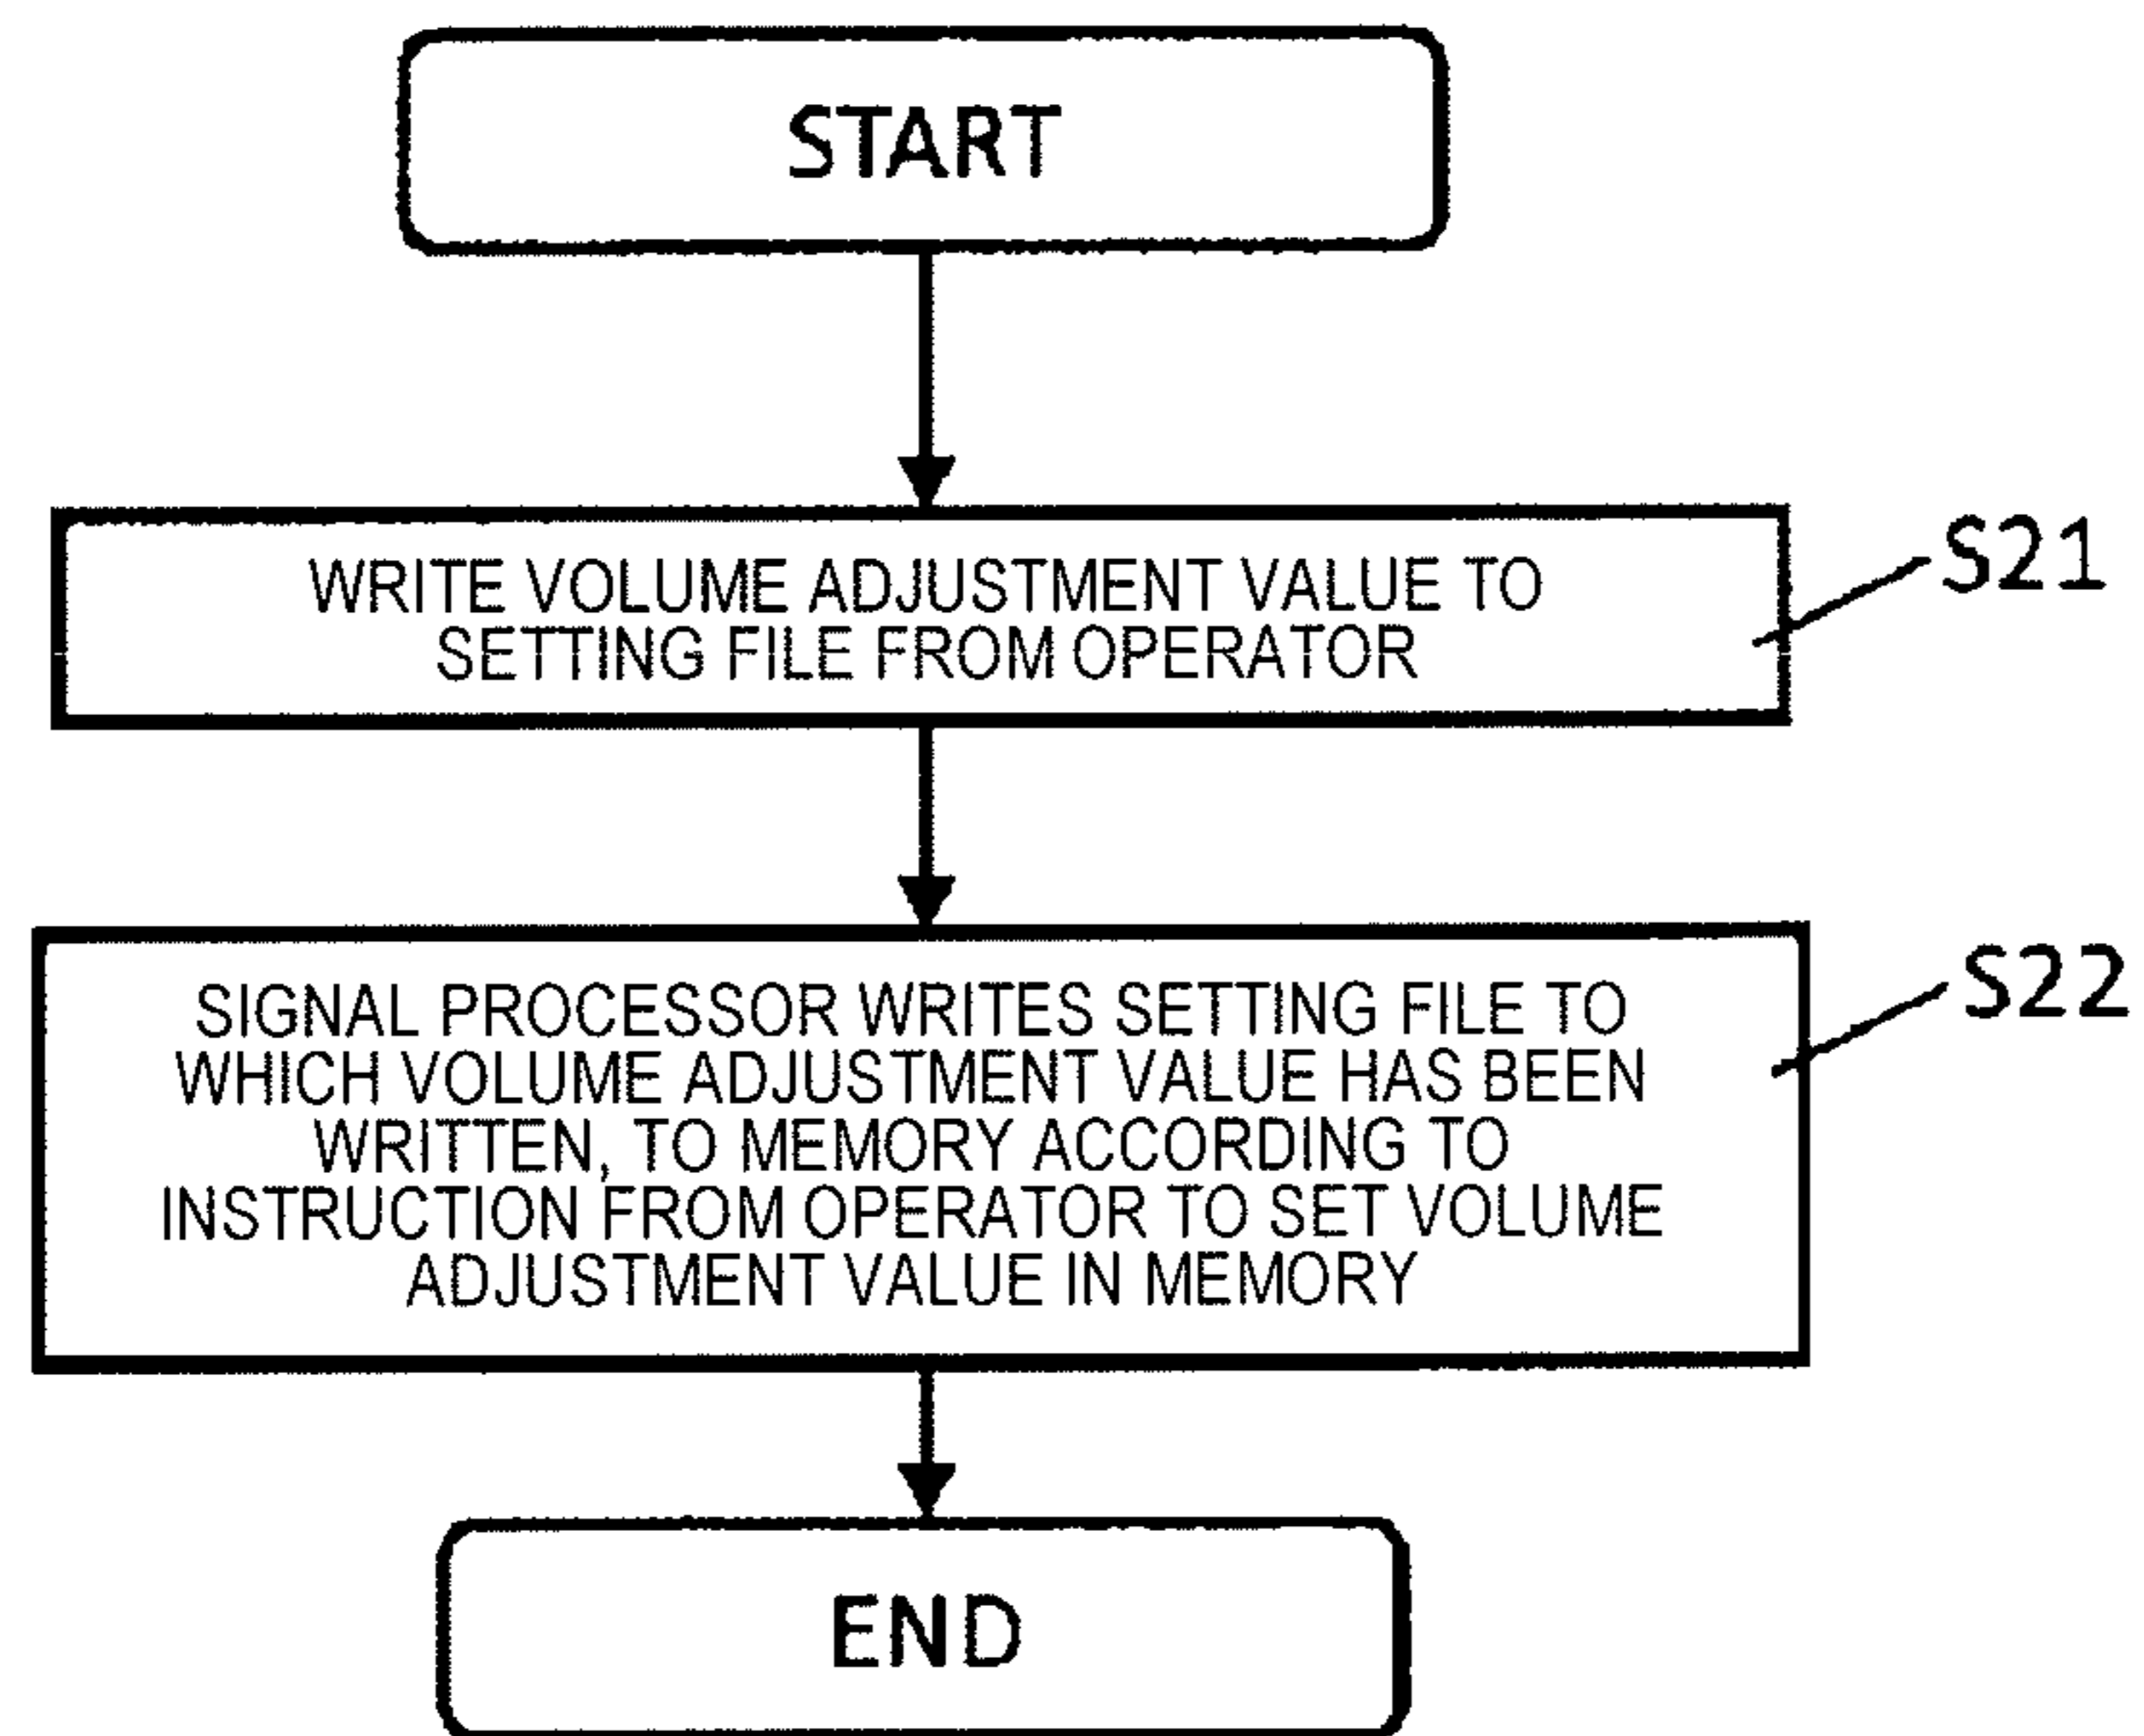 START
WRITE VOLUME ADJUSTMENT VALUE TO
SETTING FILE FROM OPERATOR
S21
SIGNAL PROCESSOR WRITES SETTING FILE TO
WHICH VOLUME ADJUSTMENT VALUE HAS BEEN
WRITTEN, TO MEMORY ACCORDING TO
INSTRUCTION FROM OPERATOR TO SET VOLUME
ADJUSTMENT VALUE IN MEMORY
S22
END